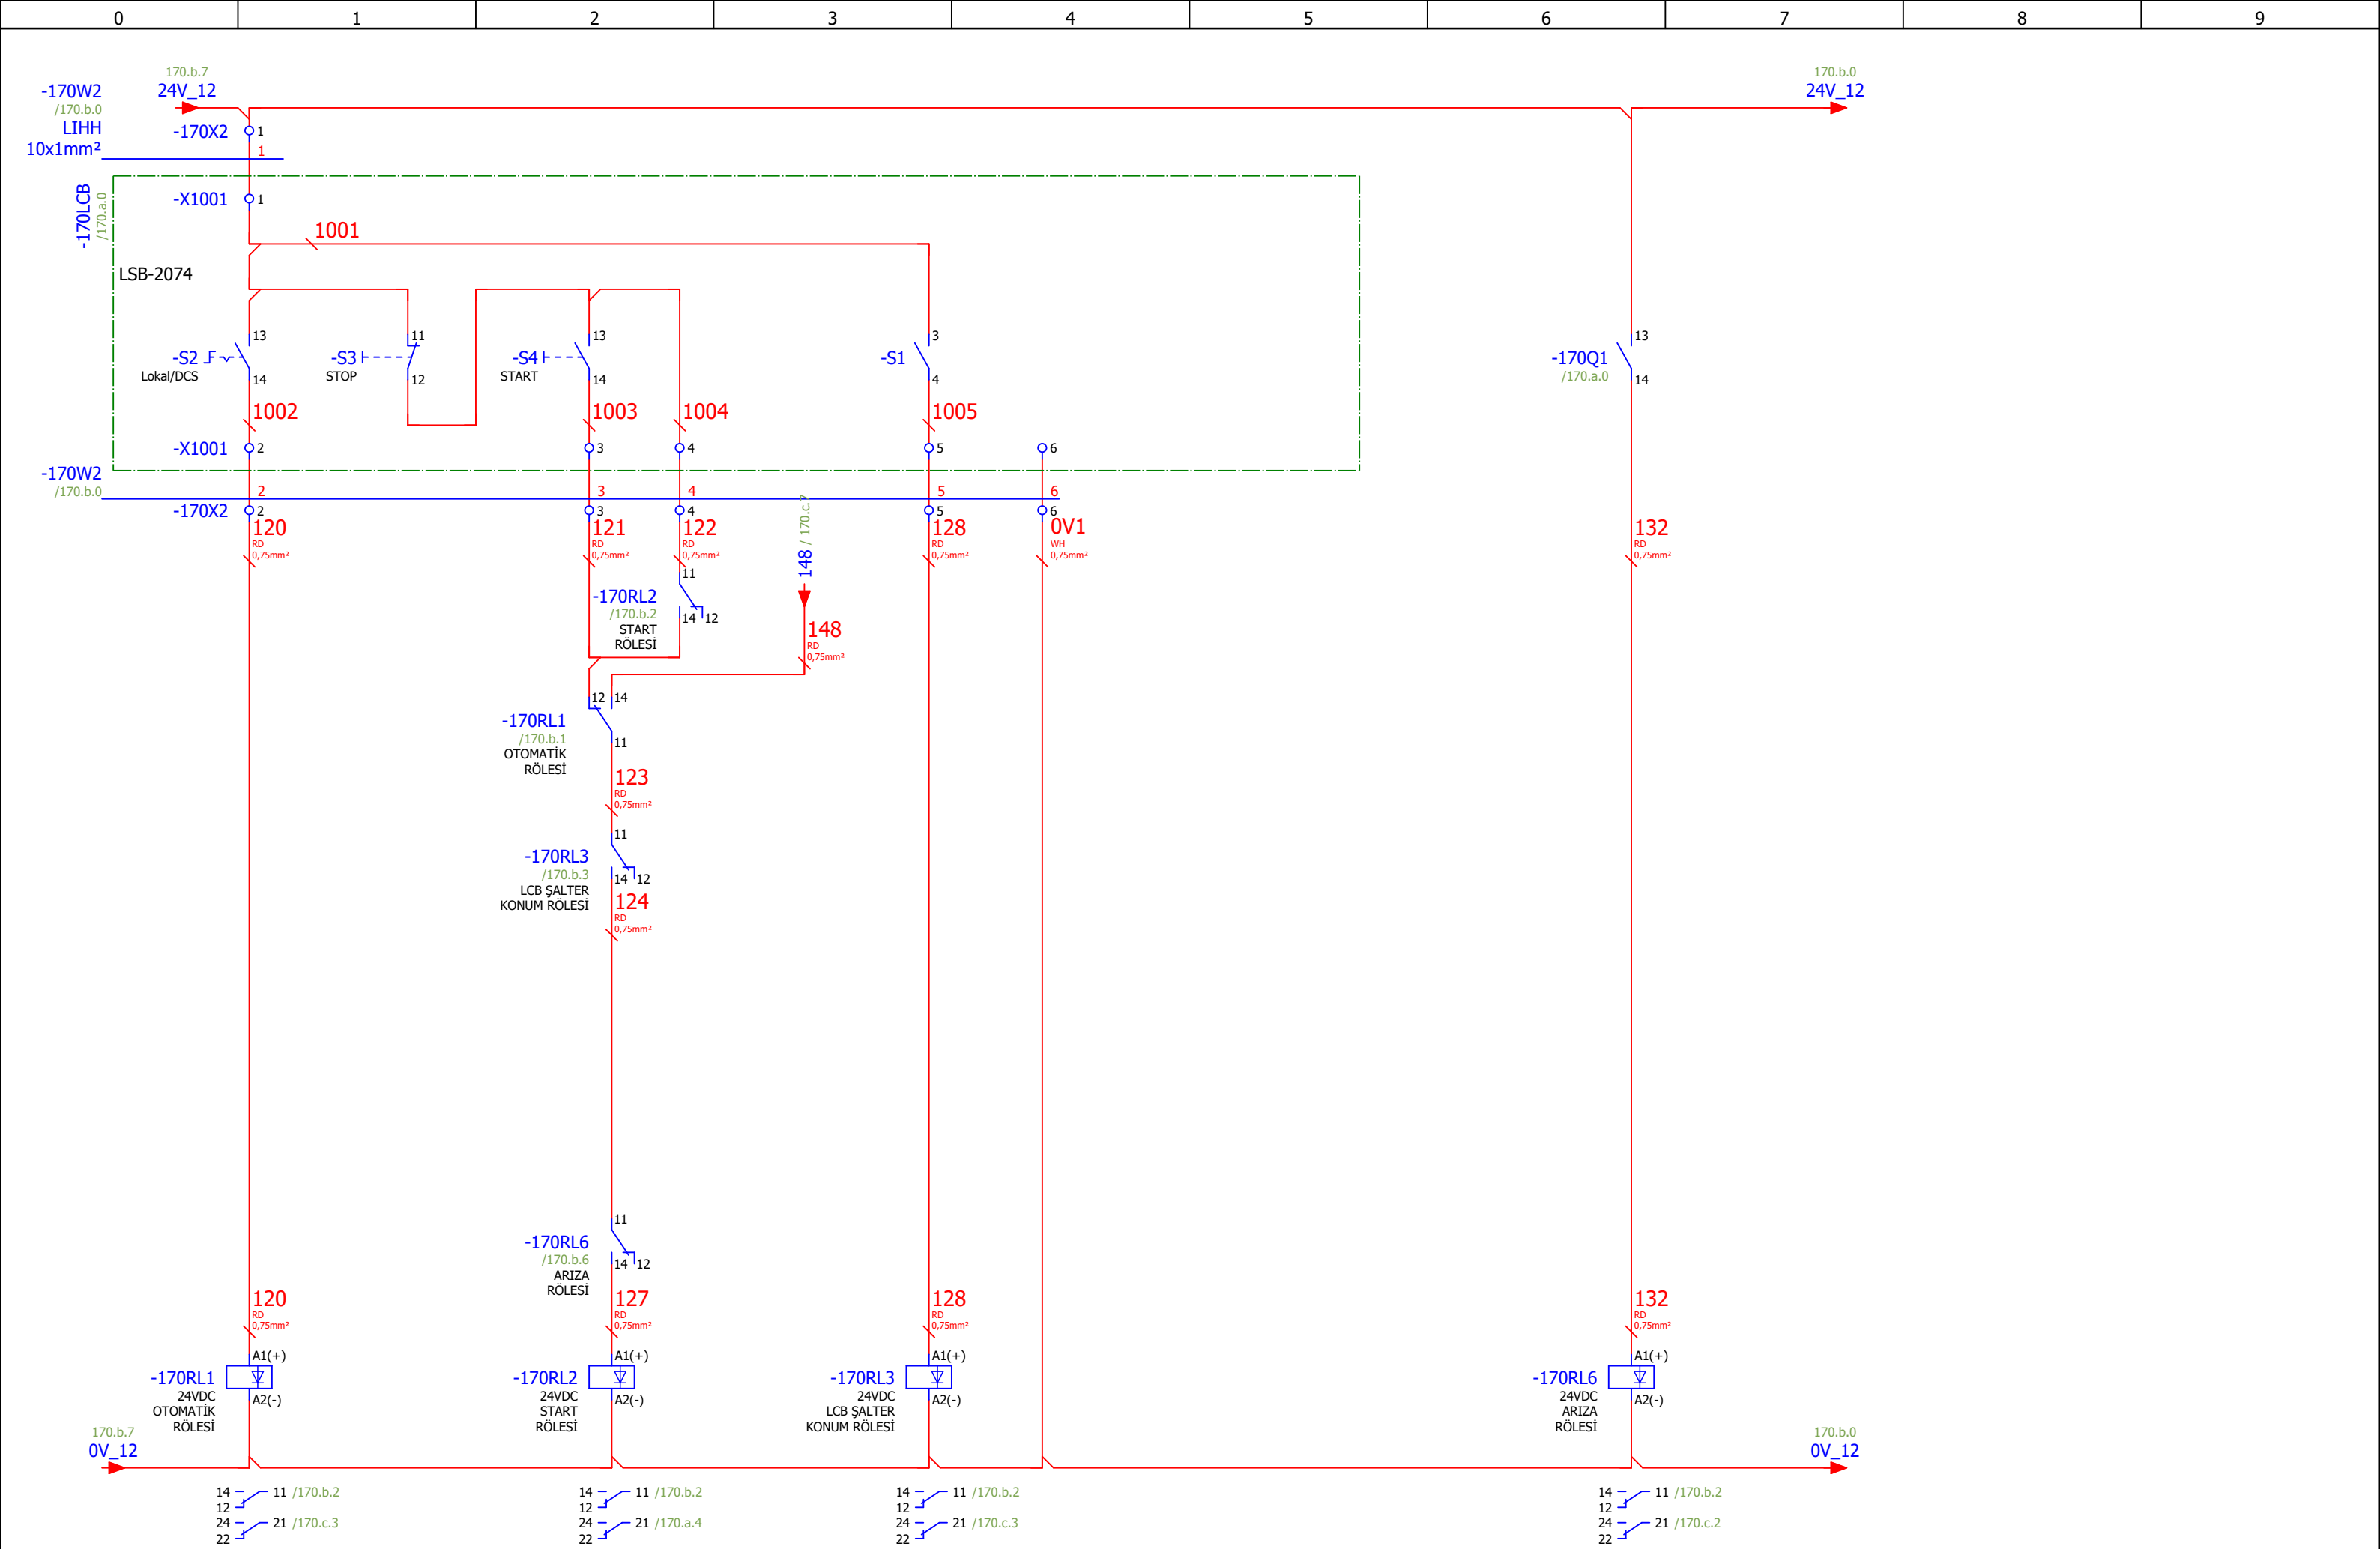 0 1 2 3 4 5 6 7 8 9
170.b.7
24V_12
170.b.0
24V_12
-170W2
/170.b.0
LIHH
10x1mm²
-170X2 1
1
-170LCB
/170.a.0
-X1001 1
1001
LSB-2074
13 11 13 3 13
-S2 -S3 -S4 -S1 -170Q1
Lokal/DCS STOP START /170.a.0
14 12 14 4 14
1002 1003 1004 1005
-X1001 2 3 4 5 6
-170W2
/170.b.0
2 3 4 5 6
-170X2 2 3 4 5 6
120 121 122 128 0V1 132
RD RD RD RD WH RD
0,75mm² 0,75mm² 0,75mm² 0,75mm² 0,75mm² 0,75mm²
148 / 170.c.7
11
-170RL2
/170.b.2
14 12
START
RÖLESİ
148
RD
0,75mm²
12 14
-170RL1
/170.b.1
11
OTOMATİK
RÖLESİ
123
RD
0,75mm²
11
-170RL3
/170.b.3
14 12
LCB ŞALTER
KONUM RÖLESİ
124
RD
0,75mm²
11
-170RL6
/170.b.6
14 12
ARIZA
RÖLESİ
120 127 128 132
RD RD RD RD
0,75mm² 0,75mm² 0,75mm² 0,75mm²
A1(+) A1(+) A1(+) A1(+)
-170RL1 -170RL2 -170RL3 -170RL6
24VDC 24VDC 24VDC 24VDC
A2(-) A2(-) A2(-) A2(-)
OTOMATİK START LCB ŞALTER ARIZA
RÖLESİ RÖLESİ KONUM RÖLESİ RÖLESİ
170.b.7
0V_12
170.b.0
0V_12
14 11 /170.b.2 14 11 /170.b.2 14 11 /170.b.2 14 11 /170.b.2
12 12 12 12
24 21 /170.c.3 24 21 /170.a.4 24 21 /170.c.3 24 21 /170.c.2
22 22 22 22